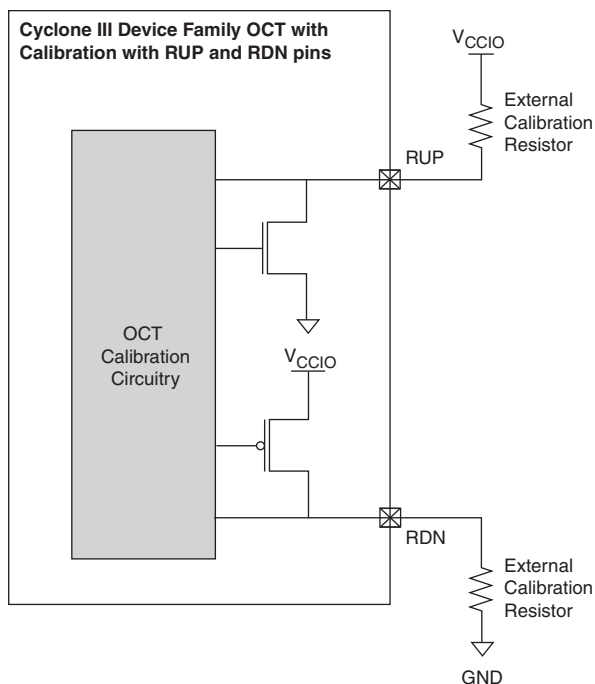 Cyclone III Device Family OCT with
Calibration with RUP and RDN pins
VCCIO
External
Calibration
Resistor
RUP
OCT
Calibration
Circuitry
VCCIO
RDN
External
Calibration
Resistor
GND